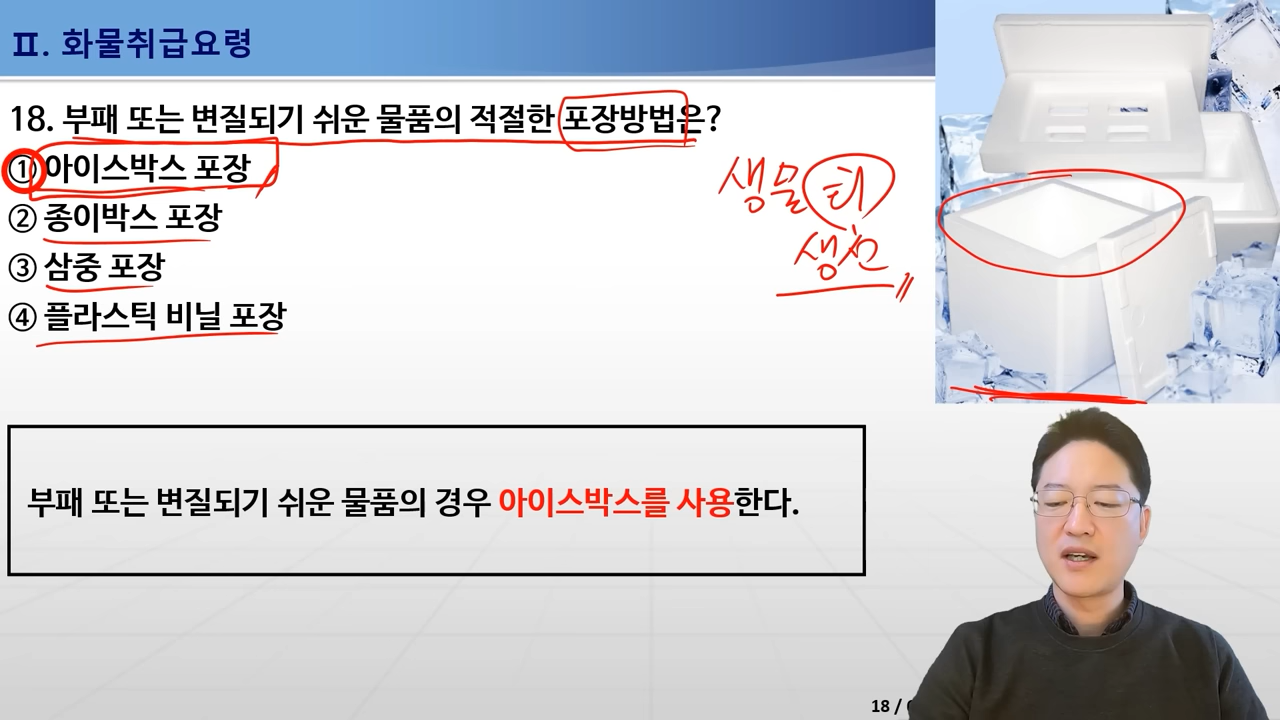 Ⅱ. 화물취급요령
18. 부패 또는 변질되기 쉬운 물품의 적절한 포장방법은?
① 아이스박스 포장
② 종이박스 포장
③ 삼중 포장
④ 플라스틱 비닐 포장
생물
생선
부패 또는 변질되기 쉬운 물품의 경우 아이스박스를 사용한다.
18 /